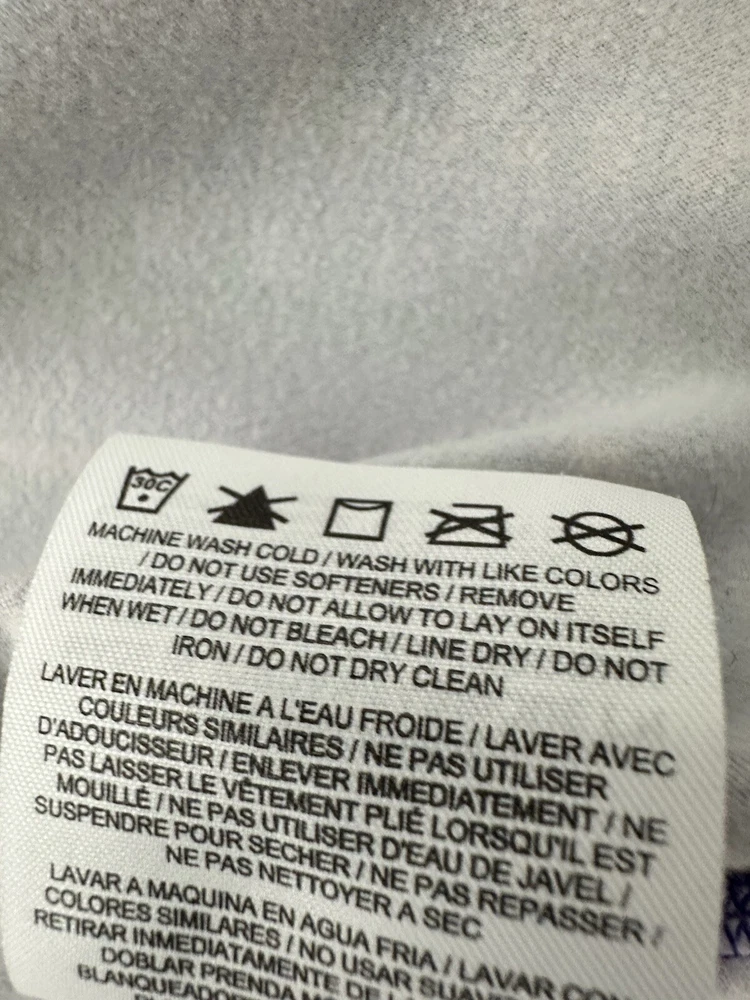 30C
MACHINE WASH COLD / WASH WITH LIKE COLORS
/ DO NOT USE SOFTENERS / REMOVE
IMMEDIATELY / DO NOT ALLOW TO LAY ON ITSELF
WHEN WET / DO NOT BLEACH / LINE DRY / DO NOT
IRON / DO NOT DRY CLEAN
LAVER EN MACHINE A L'EAU FROIDE / LAVER AVEC
COULEURS SIMILAIRES / NE PAS UTILISER
D'ADOUCISSEUR / ENLEVER IMMEDIATEMENT / NE
PAS LAISSER LE VÊTEMENT PLIÉ LORSQU'IL EST
MOUILLÉ / NE PAS UTILISER D'EAU DE JAVEL /
SUSPENDRE POUR SECHER / NE PAS REPASSER /
NE PAS NETTOYER A SEC
LAVAR A MAQUINA EN AGUA FRIA / LAVAR CON
COLORES SIMILARES / NO USAR
RETIRAR INMEDIATAMENTE DE
DOBLAR PRENDA